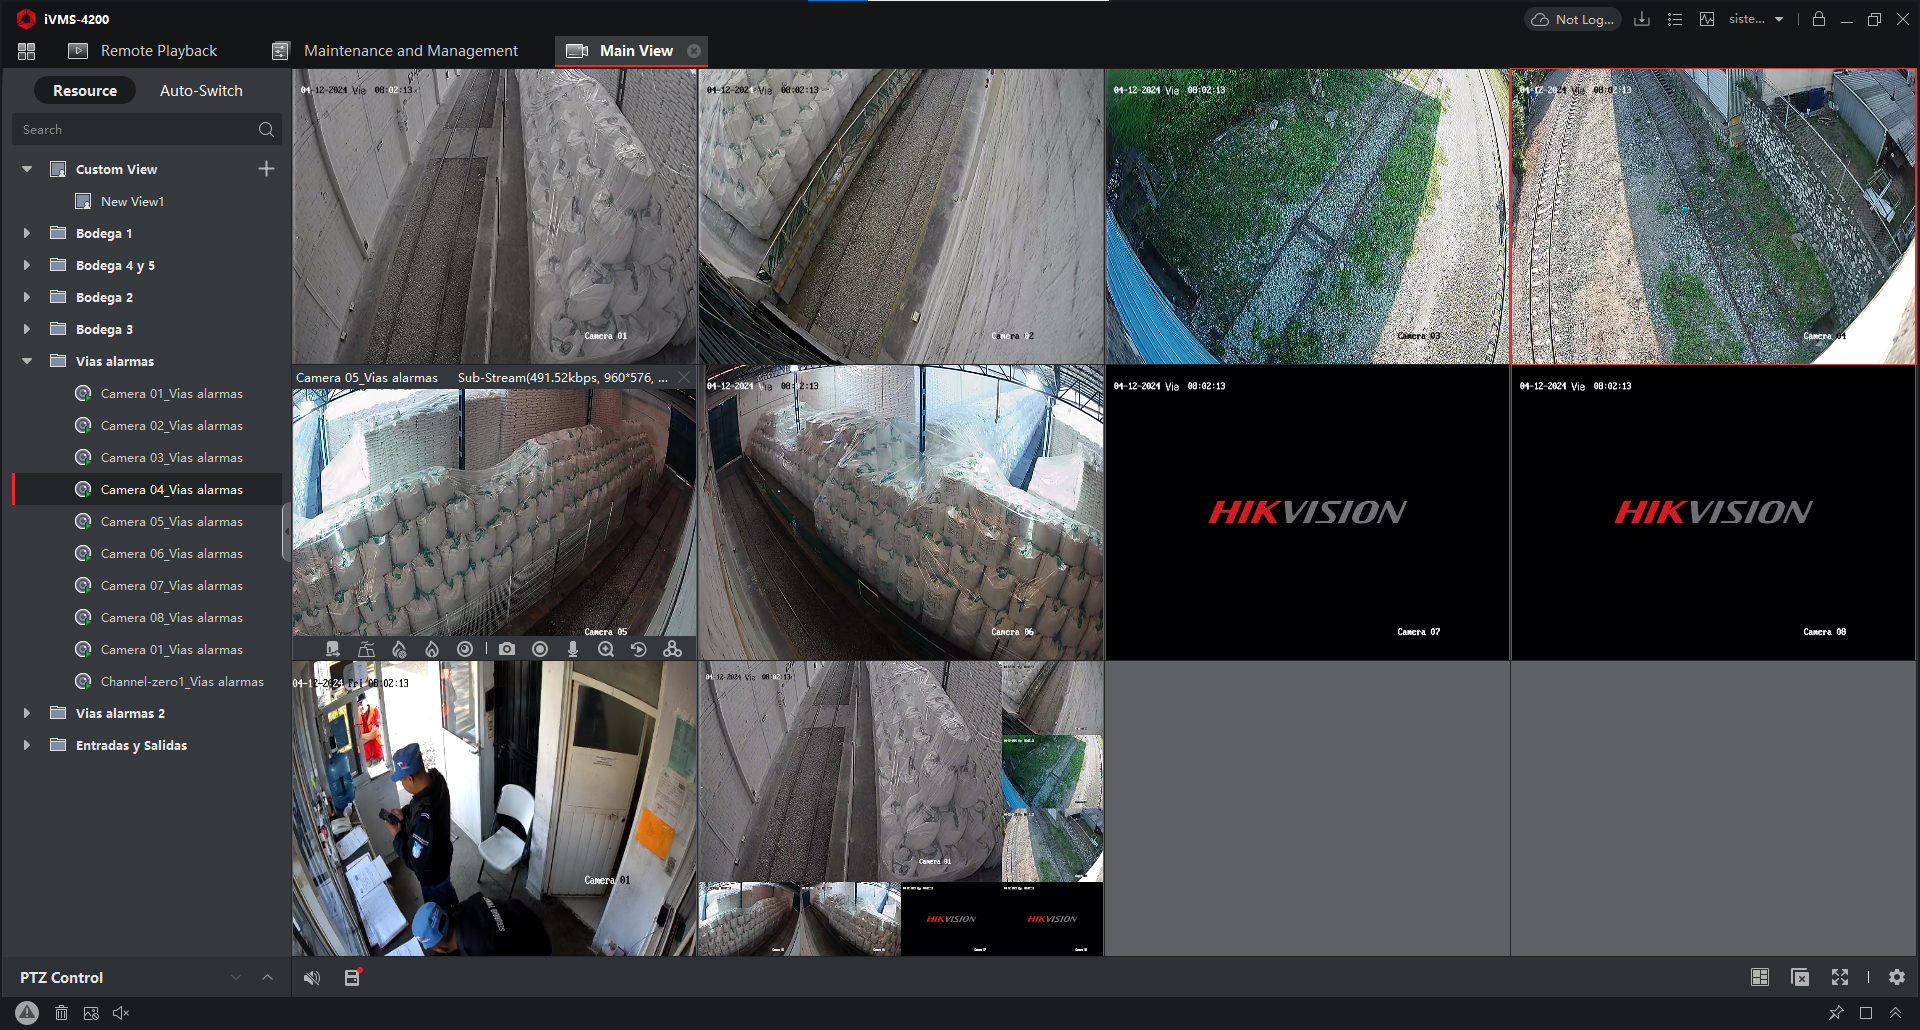 iVMS-4200
Not Log...
siste...
Remote Playback
Maintenance and Management
Main View
Resource
Auto-Switch
Search
Custom View
New View1
Bodega 1
Bodega 4 y 5
Bodega 2
Bodega 3
Vias alarmas
Camera 01_Vias alarmas
Camera 02_Vias alarmas
Camera 03_Vias alarmas
Camera 04_Vias alarmas
Camera 05_Vias alarmas
Camera 06_Vias alarmas
Camera 07_Vias alarmas
Camera 08_Vias alarmas
Camera 01_Vias alarmas
Channel-zero1_Vias alarmas
Vias alarmas 2
Entradas y Salidas
PTZ Control
04-12-2024 Vie 08:02:13
Camera 01
04-12-2024 Vie 08:02:13
Camera 02
04-12-2024 Vie 08:02:13
Camera 03
04-12-2024 Vie 08:02:13
Camera 04
Camera 05_Vias alarmas Sub-Stream(491.52kbps, 960*576, ...
Camera 05
04-12-2024 Vie 08:02:13
Camera 06
04-12-2024 Vie 08:02:13
HIKVISION
Camera 07
04-12-2024 Vie 08:02:13
HIKVISION
Camera 08
04-12-2024 Fri 08:02:13
Camera 01
04-12-2024 Vie 08:02:13
Camera 01
HIKVISION
HIKVISION